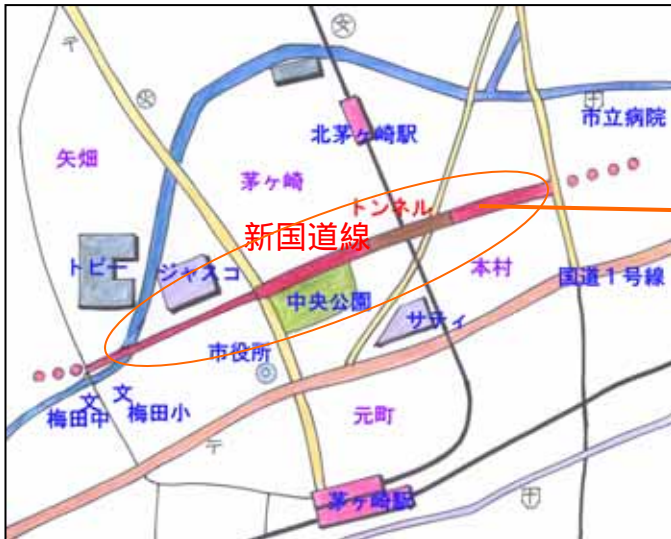 市立病院
北茅ヶ崎駅
矢畑
茅ヶ崎
トンネル
新国道線
トピー
ジャスコ
中央公園
本村
国道1号線
サティ
市役所
文
文
梅田中
梅田小
元町
茅ヶ崎駅